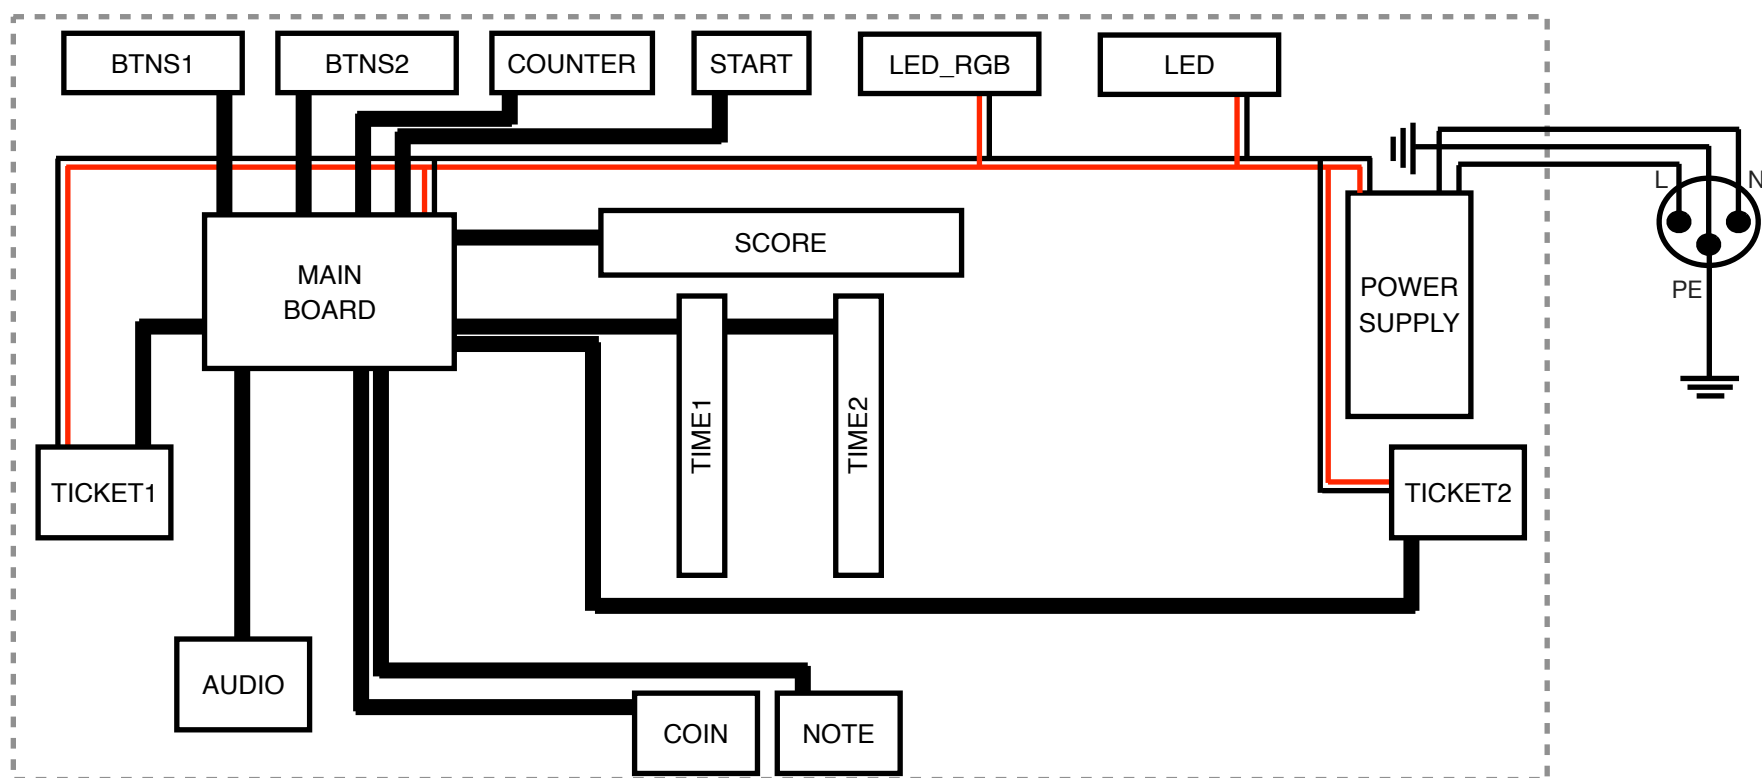 BTNS1
BTNS2
COUNTER
START
LED_RGB
LED
L
N
SCORE
MAIN
BOARD
PE
POWER
SUPPLY
TIME1
TIME2
TICKET1
TICKET2
AUDIO
COIN
NOTE